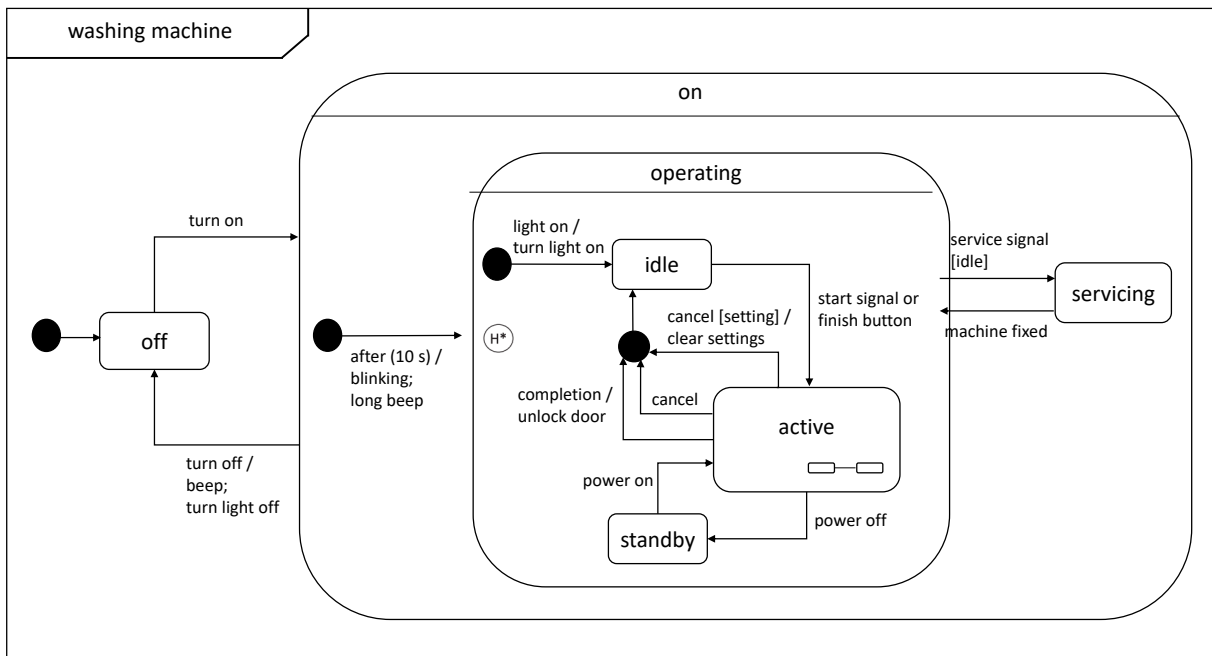 washing machine
on
operating
turn on
light on /
turn light on
idle
service signal
[idle]
servicing
machine fixed
start signal or
finish button
off
H*
cancel [setting] /
clear settings
after (10 s) /
blinking;
long beep
completion /
unlock door
cancel
active
turn off /
beep;
turn light off
power on
power off
standby